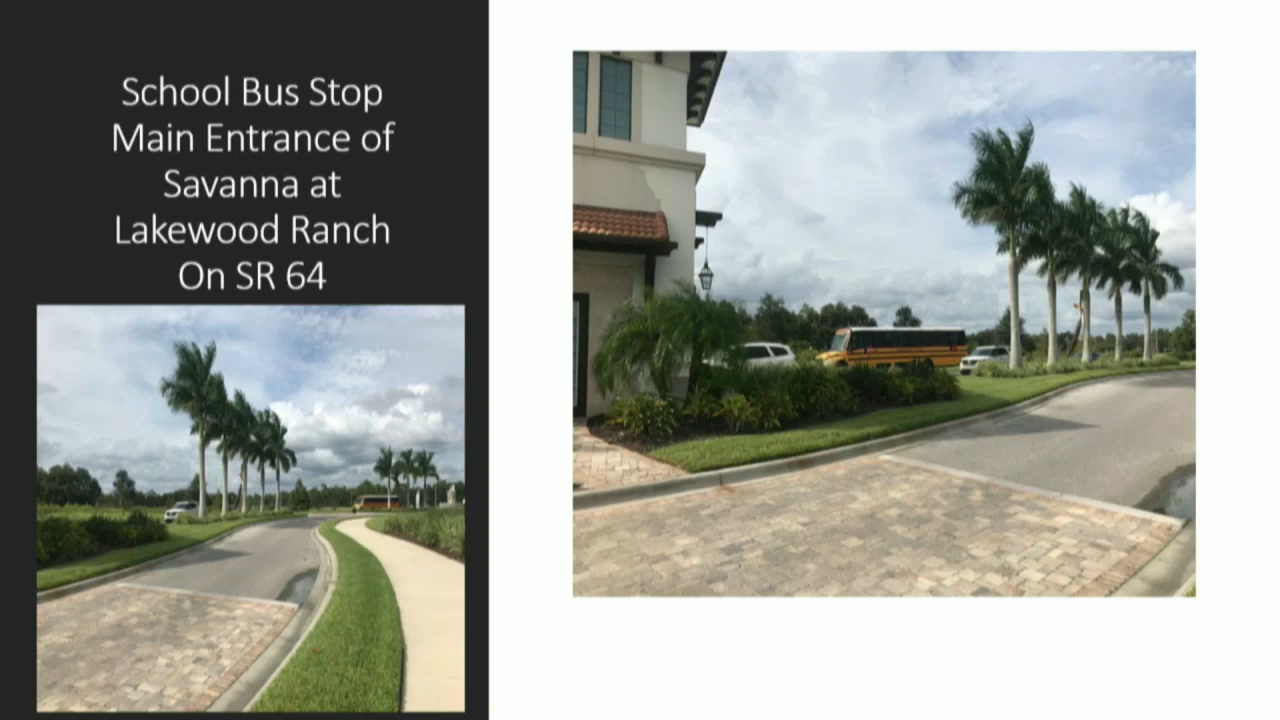 School Bus Stop
Main Entrance of
Savanna at
Lakewood Ranch
On SR 64